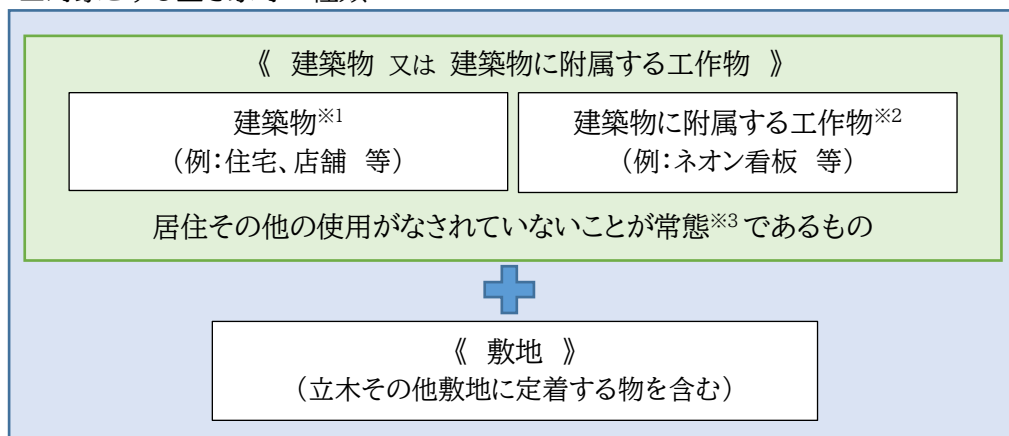 《 建築物 又は 建築物に附属する工作物 》
建築物※1
（例：住宅、店舗 等）
建築物に附属する工作物※2
（例：ネオン看板 等）
居住その他の使用がなされていないことが常態※3であるもの
《 敷地 》
（立木その他敷地に定着する物を含む）